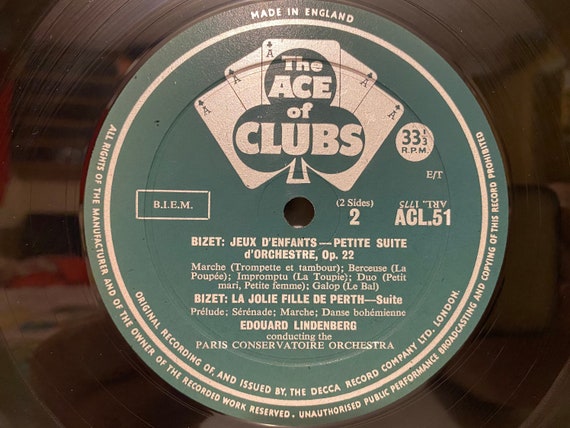 MADE IN ENGLAND
A A A A
The
ACE
of
CLUBS
33 1/3
R.P.M.
E/T
B.I.E.M.
(2 Sides)
2
ARL. 1775
ACL.51
BIZET: JEUX D'ENFANTS—PETITE SUITE
d'ORCHESTRE, Op. 22
Marche (Trompette et tambour); Berceuse (La
Poupée); Impromptu (La Toupie); Duo (Petit
mari, Petite femme); Galop (Le Bal)
BIZET: LA JOLIE FILLE DE PERTH—Suite
Prélude; Sérénade; Marche; Danse bohémienne
EDOUARD LINDENBERG
conducting the
PARIS CONSERVATOIRE ORCHESTRA
ALL RIGHTS OF THE MANUFACTURER AND OF THE OWNER OF THE RECORDED WORK RESERVED. UNAUTHORISED PUBLIC PERFORMANCE BROADCASTING AND COPYING OF THIS RECORD PROHIBITED
ORIGINAL RECORDING OF, AND ISSUED BY, THE DECCA RECORD COMPANY LTD, LONDON.